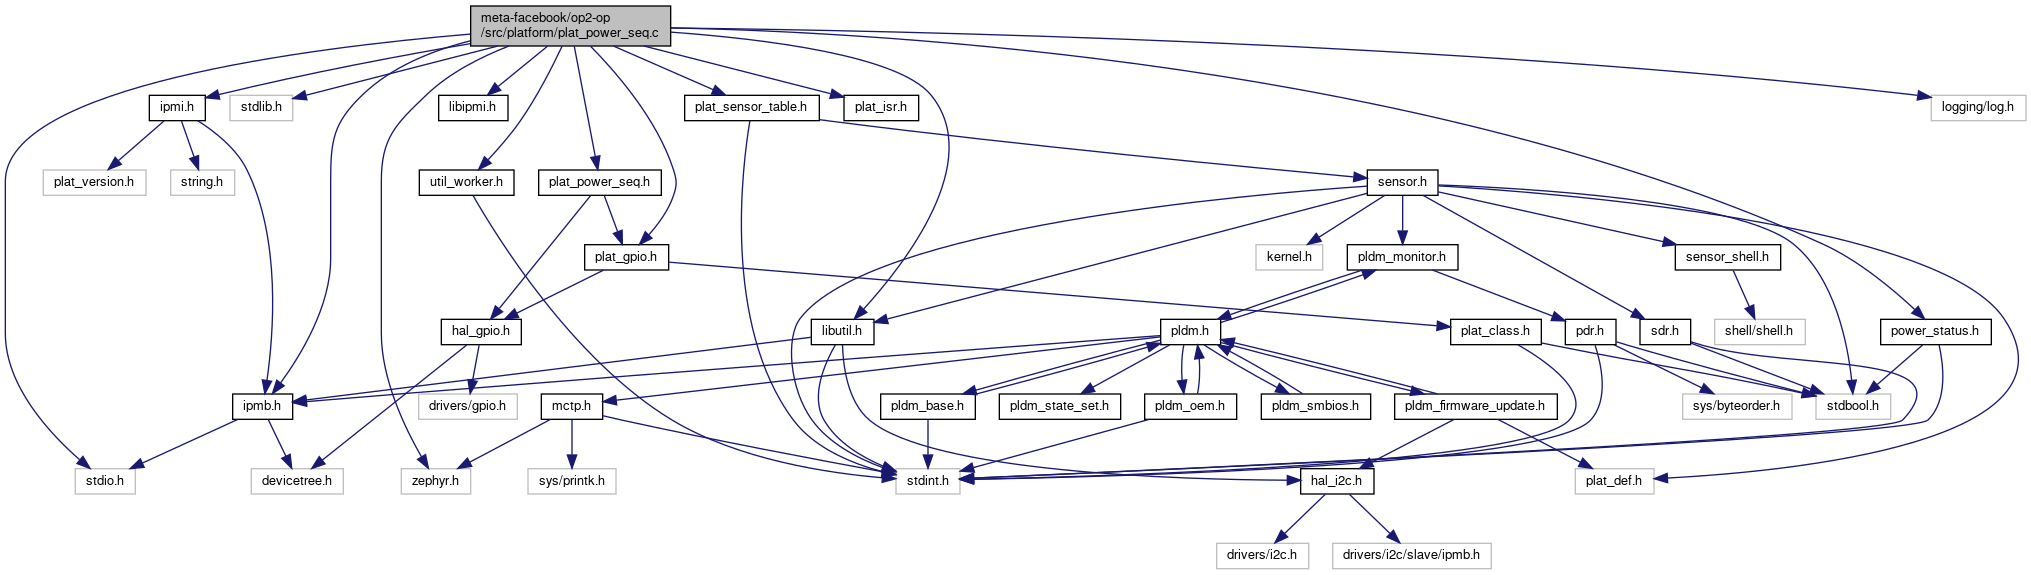 meta-facebook/op2-op
/src/platform/plat_power_seq.c
ipmi.h
stdlib.h
libipmi.h
plat_sensor_table.h
plat_isr.h
logging/log.h
plat_version.h
string.h
util_worker.h
plat_power_seq.h
sensor.h
plat_gpio.h
kernel.h
pldm_monitor.h
sensor_shell.h
hal_gpio.h
libutil.h
pldm.h
plat_class.h
pdr.h
sdr.h
shell/shell.h
power_status.h
ipmb.h
drivers/gpio.h
mctp.h
pldm_base.h
pldm_state_set.h
pldm_oem.h
pldm_smbios.h
pldm_firmware_update.h
sys/byteorder.h
stdbool.h
stdio.h
devicetree.h
zephyr.h
sys/printk.h
stdint.h
hal_i2c.h
plat_def.h
drivers/i2c.h
drivers/i2c/slave/ipmb.h